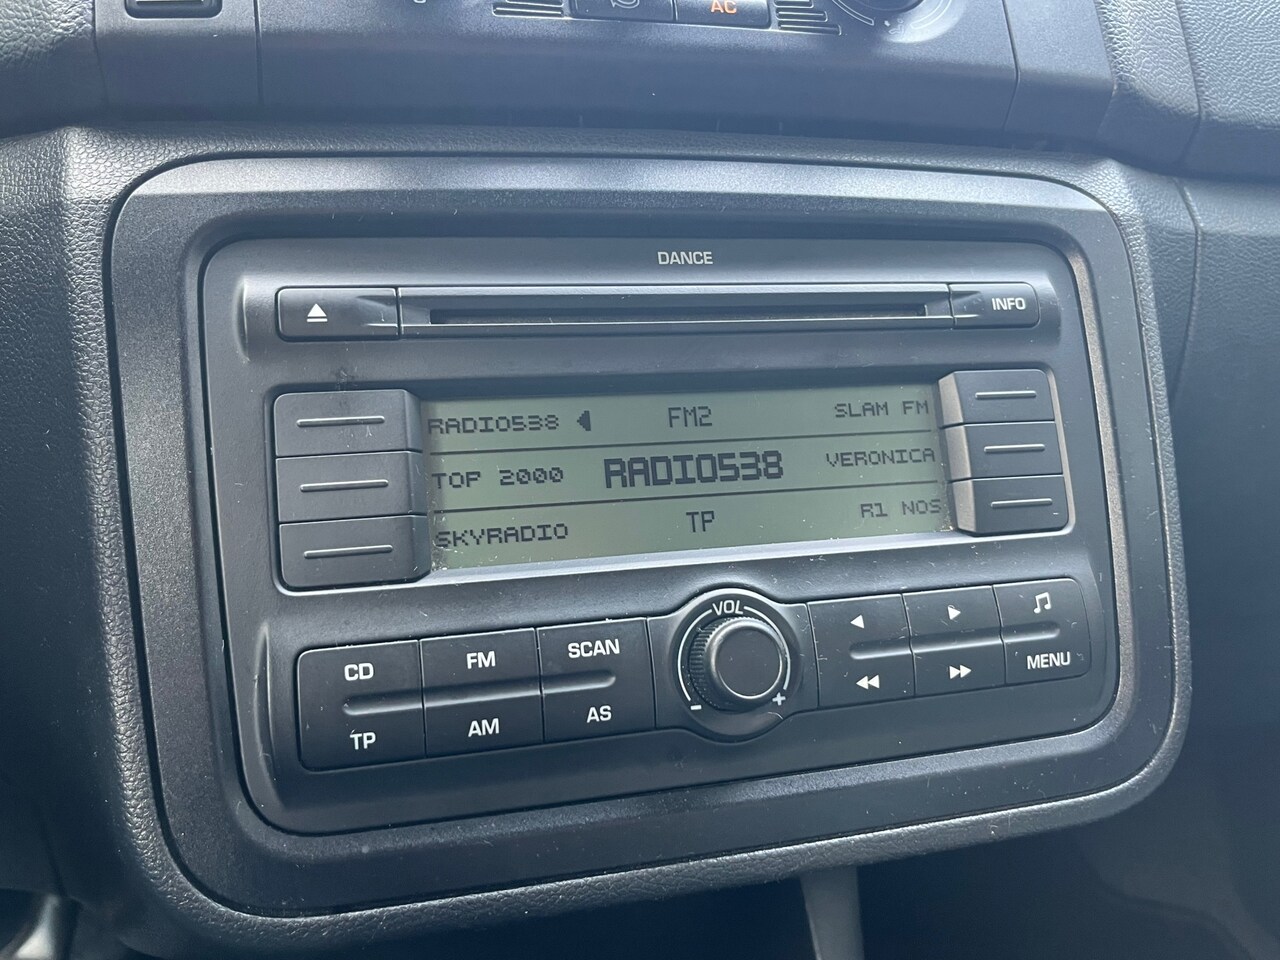 AC
DANCE
INFO
RADIO538 FM2 SLAM FM
TOP 2000 RADIO538 VERONICA
SKYRADIO TP R1 NOS
VOL
- +
CD FM SCAN
TP AM AS
MENU